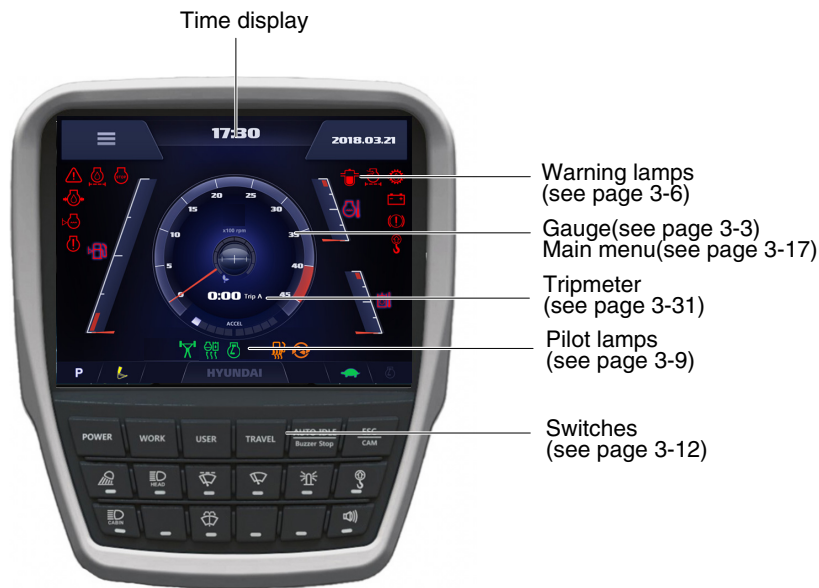 Time display
17:30
2018.03.21
STOP
Warning lamps
(see page 3-6)
20
25
15
30
10
x100 rpm
35
Gauge(see page 3-3)
Main menu(see page 3-17)
5
40
0
0:00 Trip A
45
Tripmeter
(see page 3-31)
ACCEL
Pilot lamps
(see page 3-9)
P
HYUNDAI
POWER
WORK
USER
TRAVEL
AUTO IDLE
Buzzer Stop
ESC
CAM
Switches
(see page 3-12)
HEAD
CABIN